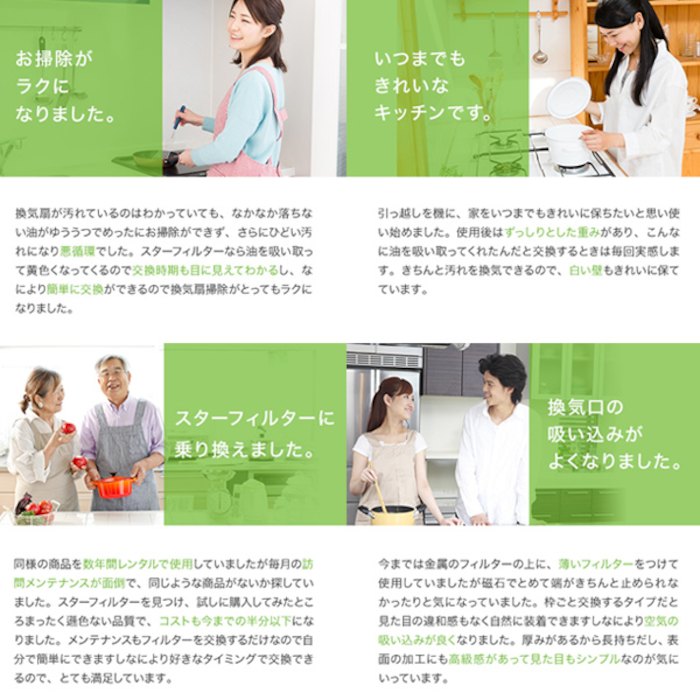 お掃除が
ラクに
なりました。
いつまでも
きれいな
キッチンです。
換気扇が汚れているのはわかっていても、なかなか落ちな
い油がゆううつでめったにお掃除ができず、さらにひどい汚
れになり悪循環でした。スターフィルターなら油を吸い取っ
て黄色くなってくるので交換時期も目に見えてわかるし、な
により簡単に交換ができるので換気扇掃除がとってもラクに
なりました。
引っ越しを機に、家をいつまでもきれいに保ちたいと思い使
い始めました。使用後はずっしりとした重みがあり、こんな
に油を吸い取ってくれたんだと交換するときは毎回実感しま
す。きちんと汚れを換気できるので、白い壁もきれいに保て
ています。
スターフィルターに
乗り換えました。
換気口の
吸い込みが
よくなりました。
同様の商品を数年間レンタルで使用していましたが毎月の訪
問メンテナンスが面倒で、同じような商品がないか探してい
ました。スターフィルターを見つけ、試しに購入してみたとこ
ろまったく遜色ない品質で、コストも今までの半分以下にな
りました。メンテナンスもフィルターを交換するだけなので自
分で簡単にできますしなにより好きなタイミングで交換でき
るので、とても満足しています。
今までは金属のフィルターの上に、薄いフィルターをつけて
使用していましたが磁石でとめて端がきちんと止められな
かったりと気になっていました。枠ごと交換するタイプだと
見た目の違和感もなく自然に装着できますしなにより空気の
吸い込みが良くなりました。厚みがあるから長持ちだし、表
面の加工にも高級感があって見た目もシンプルなのが気に
いっています。